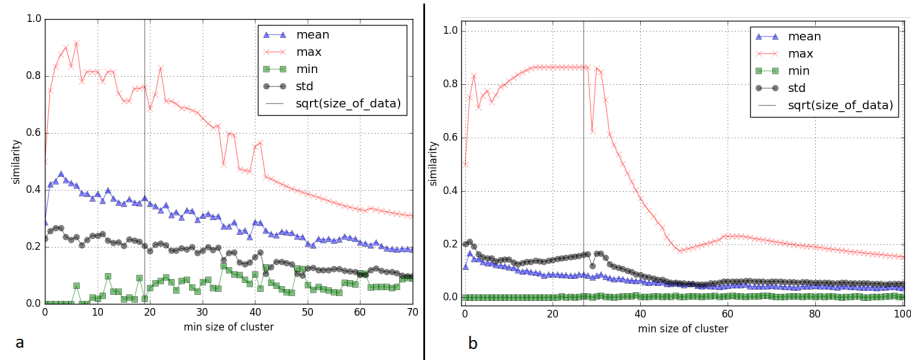 1.0
0.8
0.6
0.4
0.2
0.0
similarity
0 10 20 30 40 50 60 70
min size of cluster
mean
max
min
std
sqrt(size_of_data)
a
1.0
0.8
0.6
0.4
0.2
0.0
similarity
0 20 40 60 80 100
min size of cluster
mean
max
min
std
sqrt(size_of_data)
b